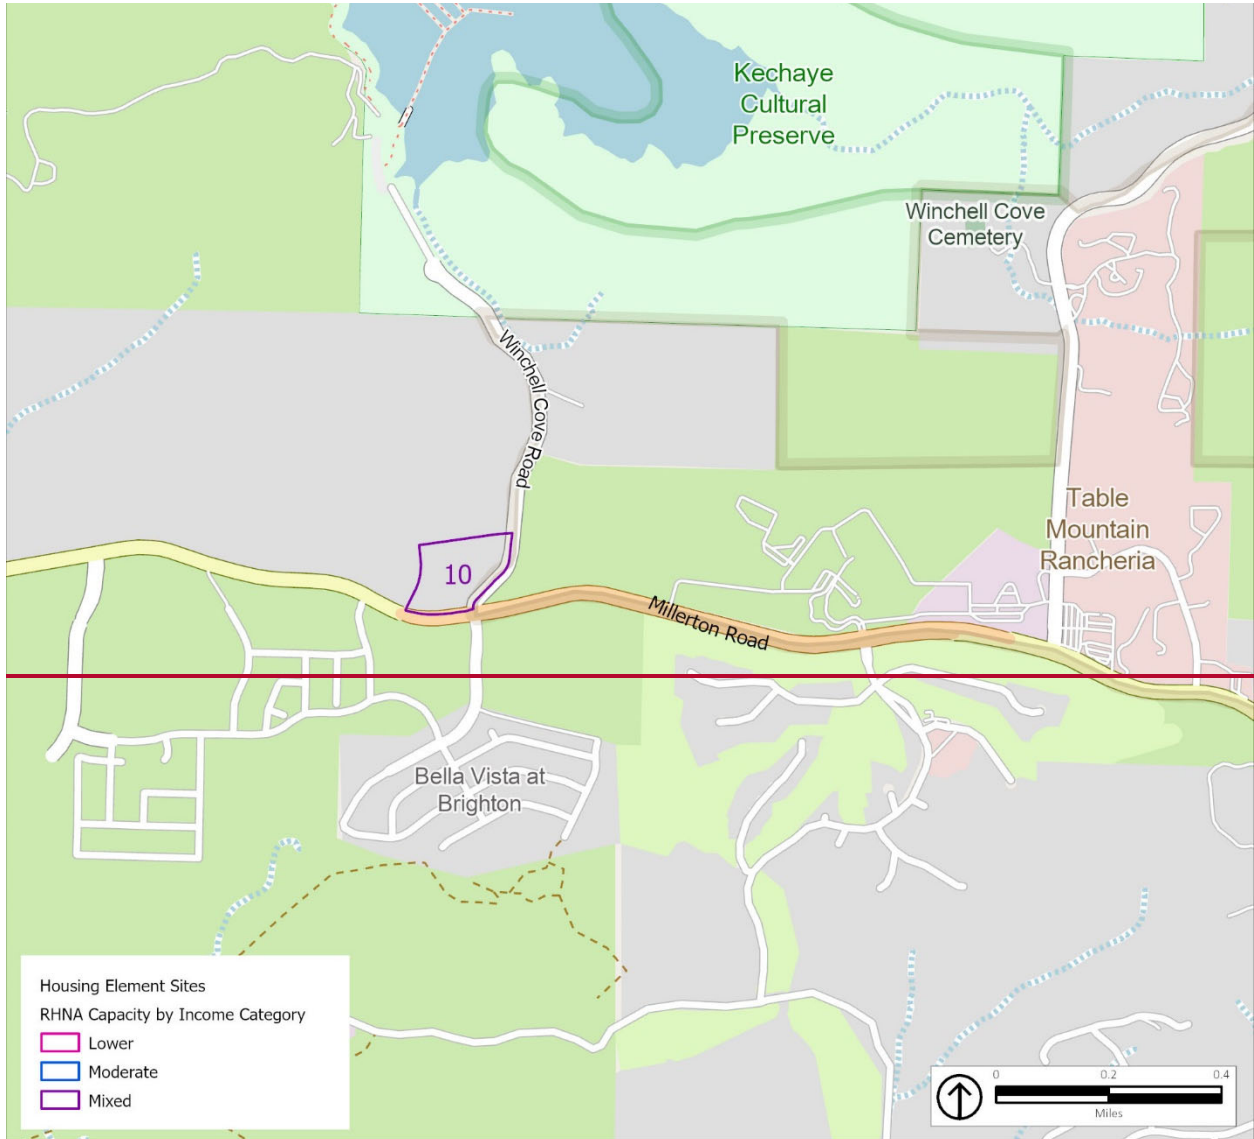 Kechaye
Cultural
Preserve
Winchell Cove
Cemetery
Winchell Cove Road
Table
Mountain
Rancheria
10
Millerton Road
Bella Vista at
Brighton
Housing Element Sites
RHNA Capacity by Income Category
Lower
Moderate
Mixed
0 0.2 0.4
Miles